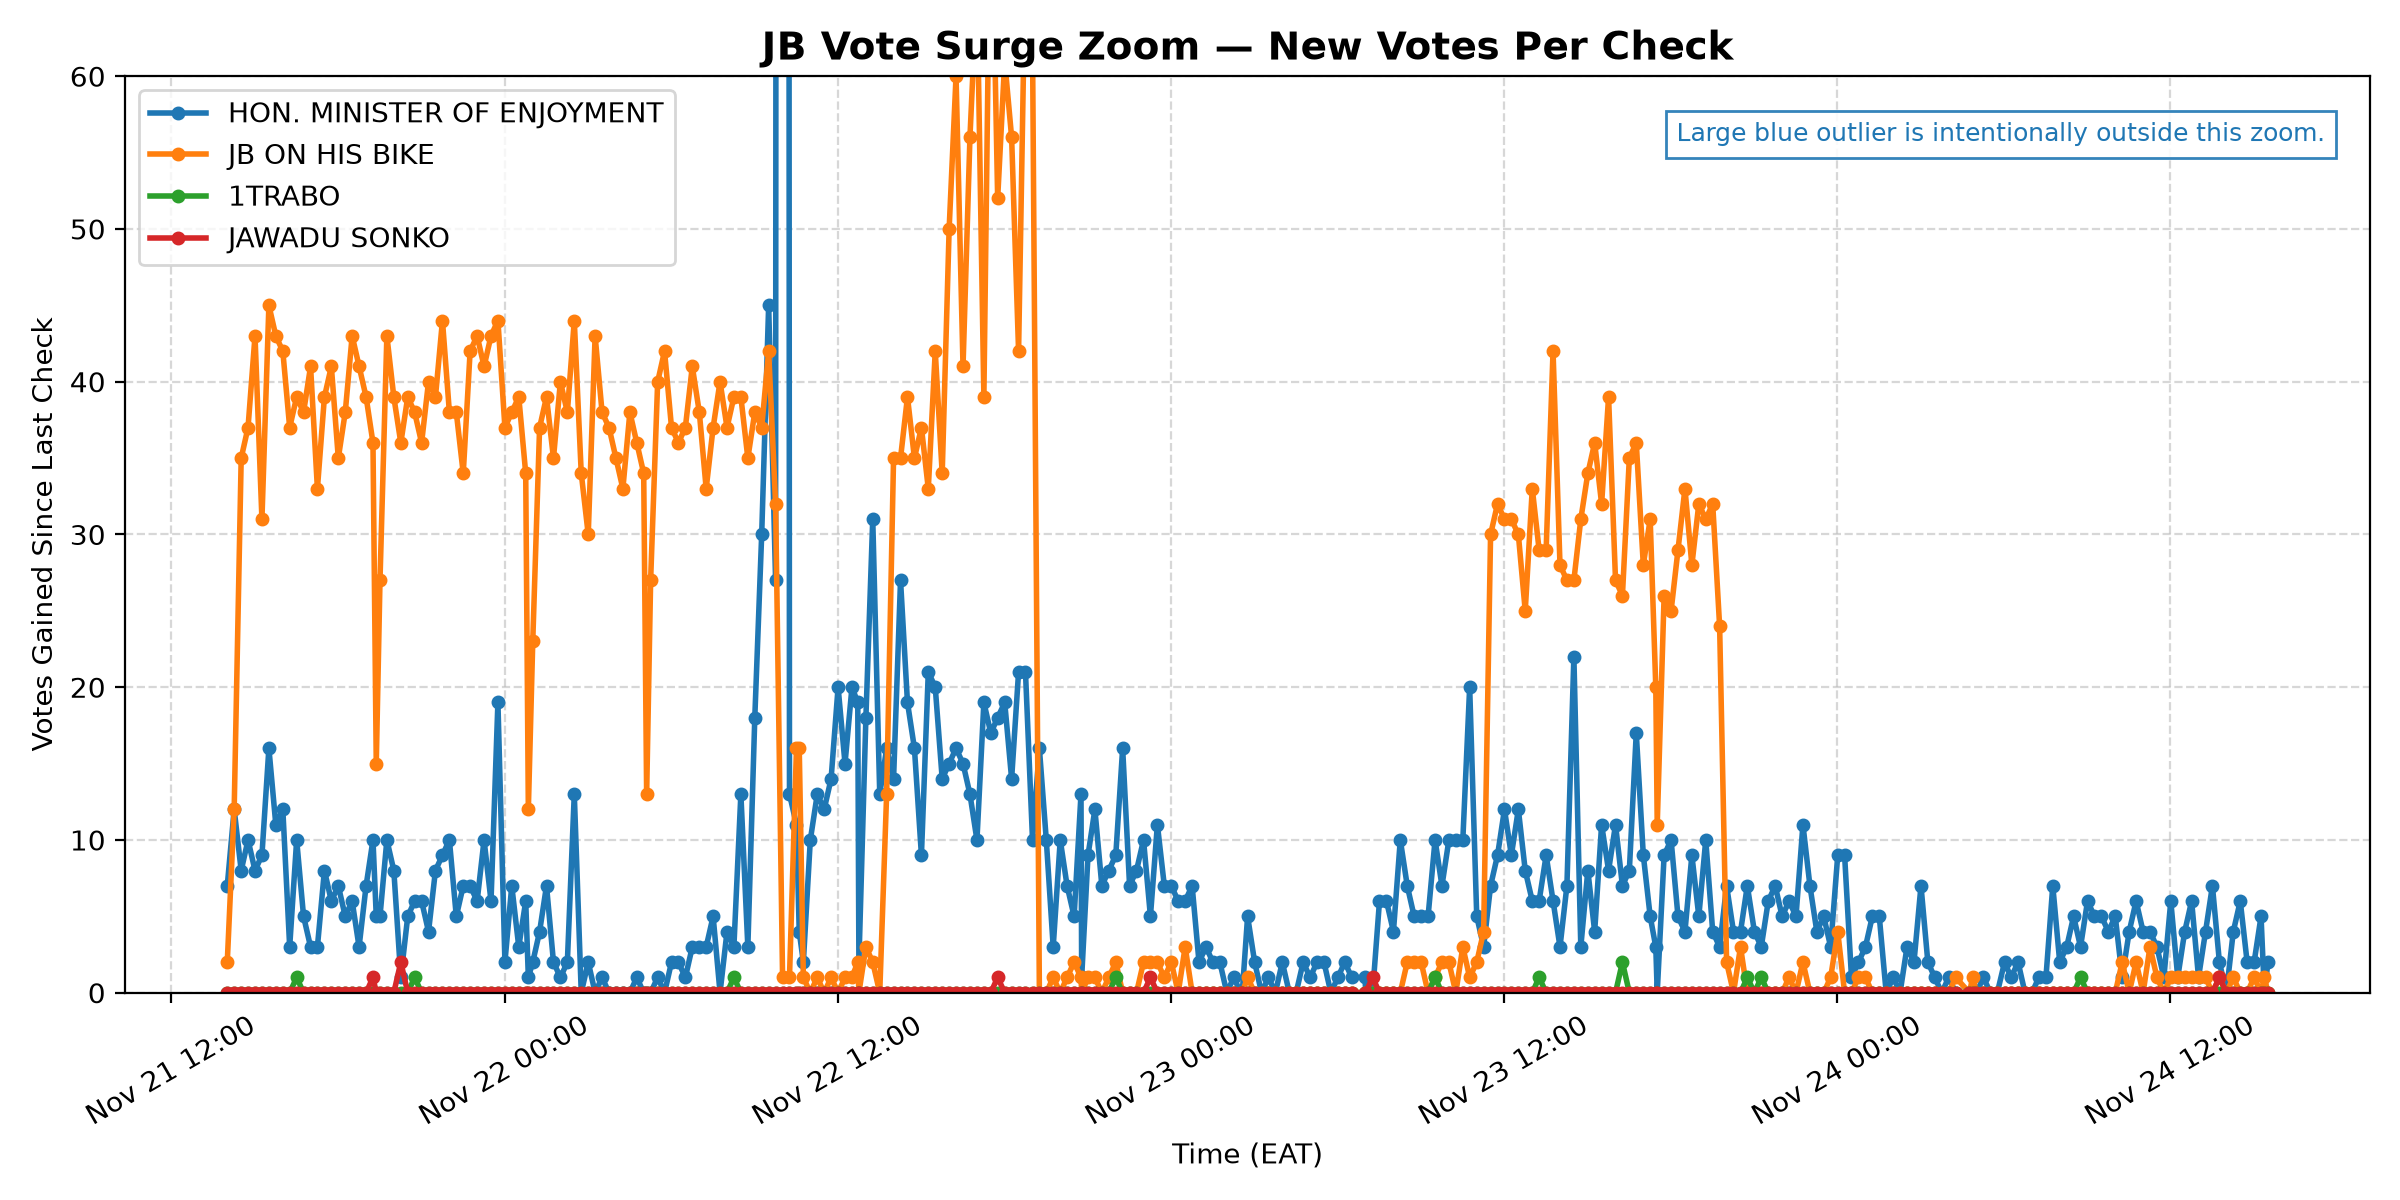 JB Vote Surge Zoom — New Votes Per Check
60
50
40
30
20
10
0
Votes Gained Since Last Check
HON. MINISTER OF ENJOYMENT
JB ON HIS BIKE
1TRABO
JAWADU SONKO
Large blue outlier is intentionally outside this zoom.
Nov 21 12:00
Nov 22 00:00
Nov 22 12:00
Nov 23 00:00
Nov 23 12:00
Nov 24 00:00
Nov 24 12:00
Time (EAT)